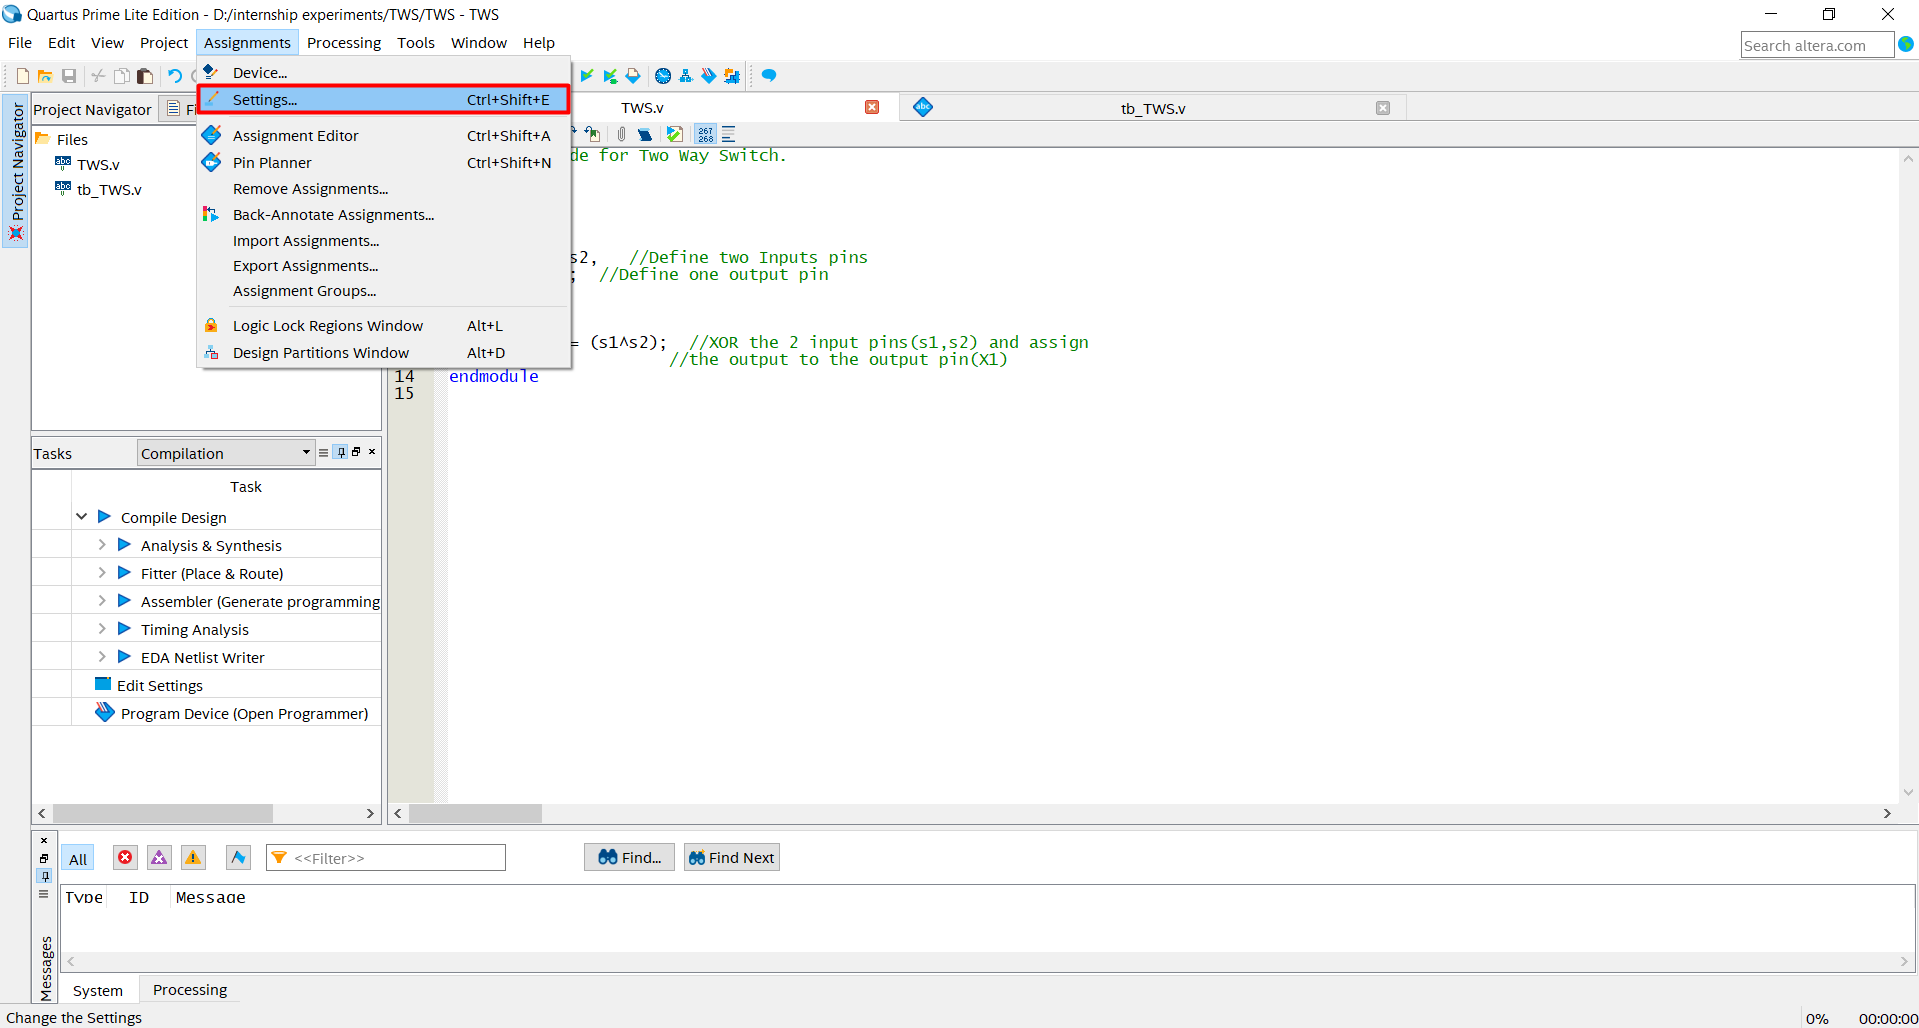 Quartus Prime Lite Edition - D:/internship experiments/TWS/TWS - TWS
File Edit View Project Assignments Processing Tools Window Help
Search altera.com
Device...
Settings... Ctrl+Shift+E
Assignment Editor Ctrl+Shift+A
Pin Planner Ctrl+Shift+N
Remove Assignments...
Back-Annotate Assignments...
Import Assignments...
Export Assignments...
Assignment Groups...
Logic Lock Regions Window Alt+L
Design Partitions Window Alt+D
Project Navigator
Project Navigator
Files
TWS.v
tb_TWS.v
TWS.v
tb_TWS.v
267
268
de for Two Way Switch.
s2, //Define two Inputs pins
; //Define one output pin
= (s1^s2); //XOR the 2 input pins(s1,s2) and assign
//the output to the output pin(X1)
14 endmodule
15
Tasks Compilation
Task
Compile Design
Analysis & Synthesis
Fitter (Place & Route)
Assembler (Generate programming
Timing Analysis
EDA Netlist Writer
Edit Settings
Program Device (Open Programmer)
All <<Filter>> Find... Find Next
Type ID Message
Messages
System Processing
Change the Settings
0% 00:00:00